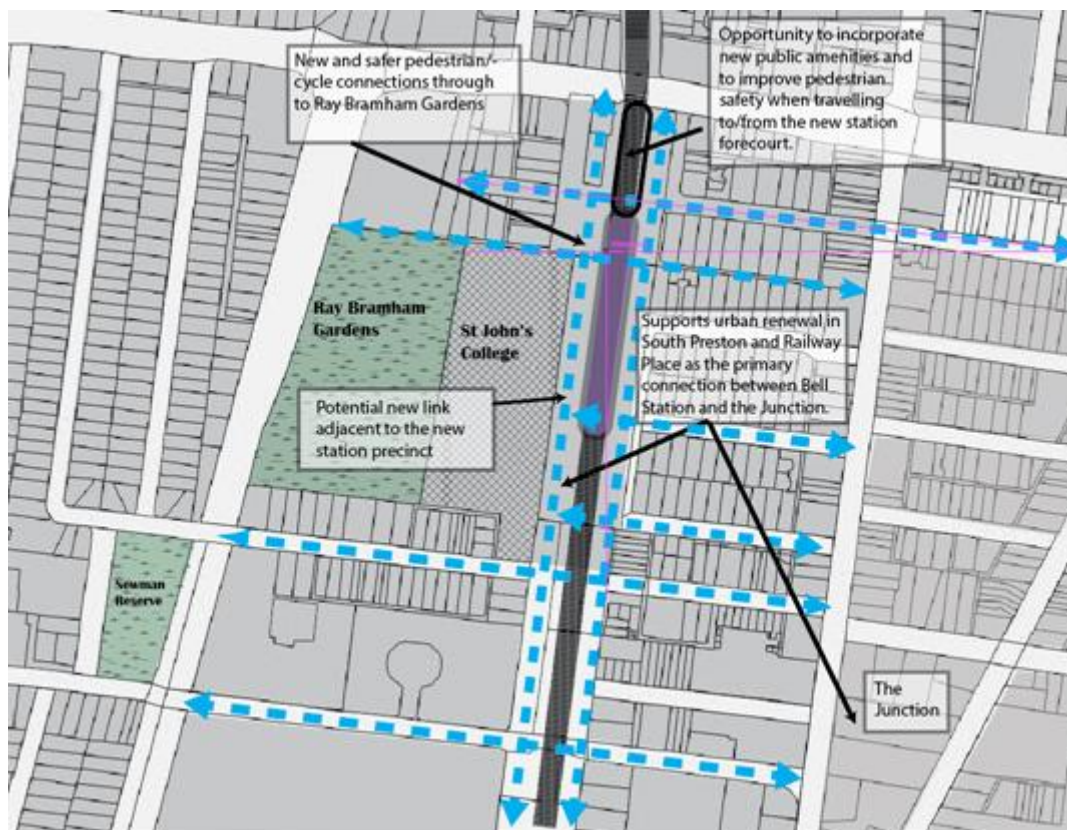 New and safer pedestrian/-
cycle connections through
to Ray Bramham Gardens
Opportunity to incorporate
new public amenities and
to improve pedestrian
safety when travelling
to/from the new station
forecourt.
Ray Bramham
Gardens
St John's
College
Supports urban renewal in
South Preston and Railway
Place as the primary
connection between Bell
Station and the Junction.
Potential new link
adjacent to the new
station precinct
Newman
Reserve
The
Junction